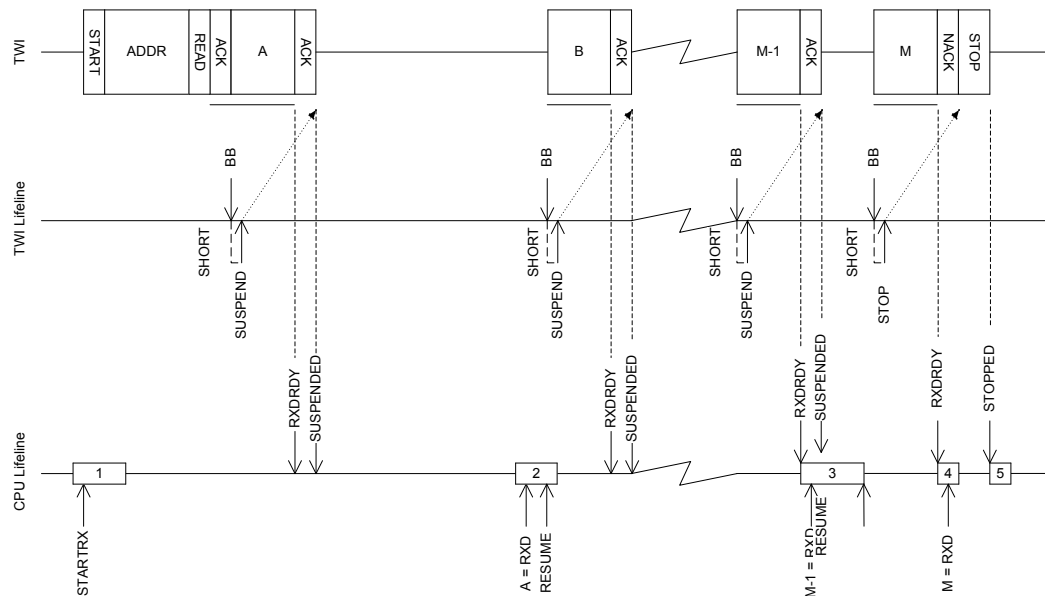 TWI
START
ADDR
READ
ACK
A
ACK
B
ACK
M-1
ACK
M
NACK
STOP
TWI Lifeline
BB
SHORT
SUSPEND
BB
SHORT
SUSPEND
BB
SHORT
SUSPEND
BB
SHORT
STOP
RXDRDY
SUSPENDED
RXDRDY
SUSPENDED
RXDRDY
SUSPENDED
RXDRDY
STOPPED
CPU Lifeline
1
2
3
4
5
STARTRX
A = RXD
RESUME
M-1 = RXD
RESUME
M = RXD